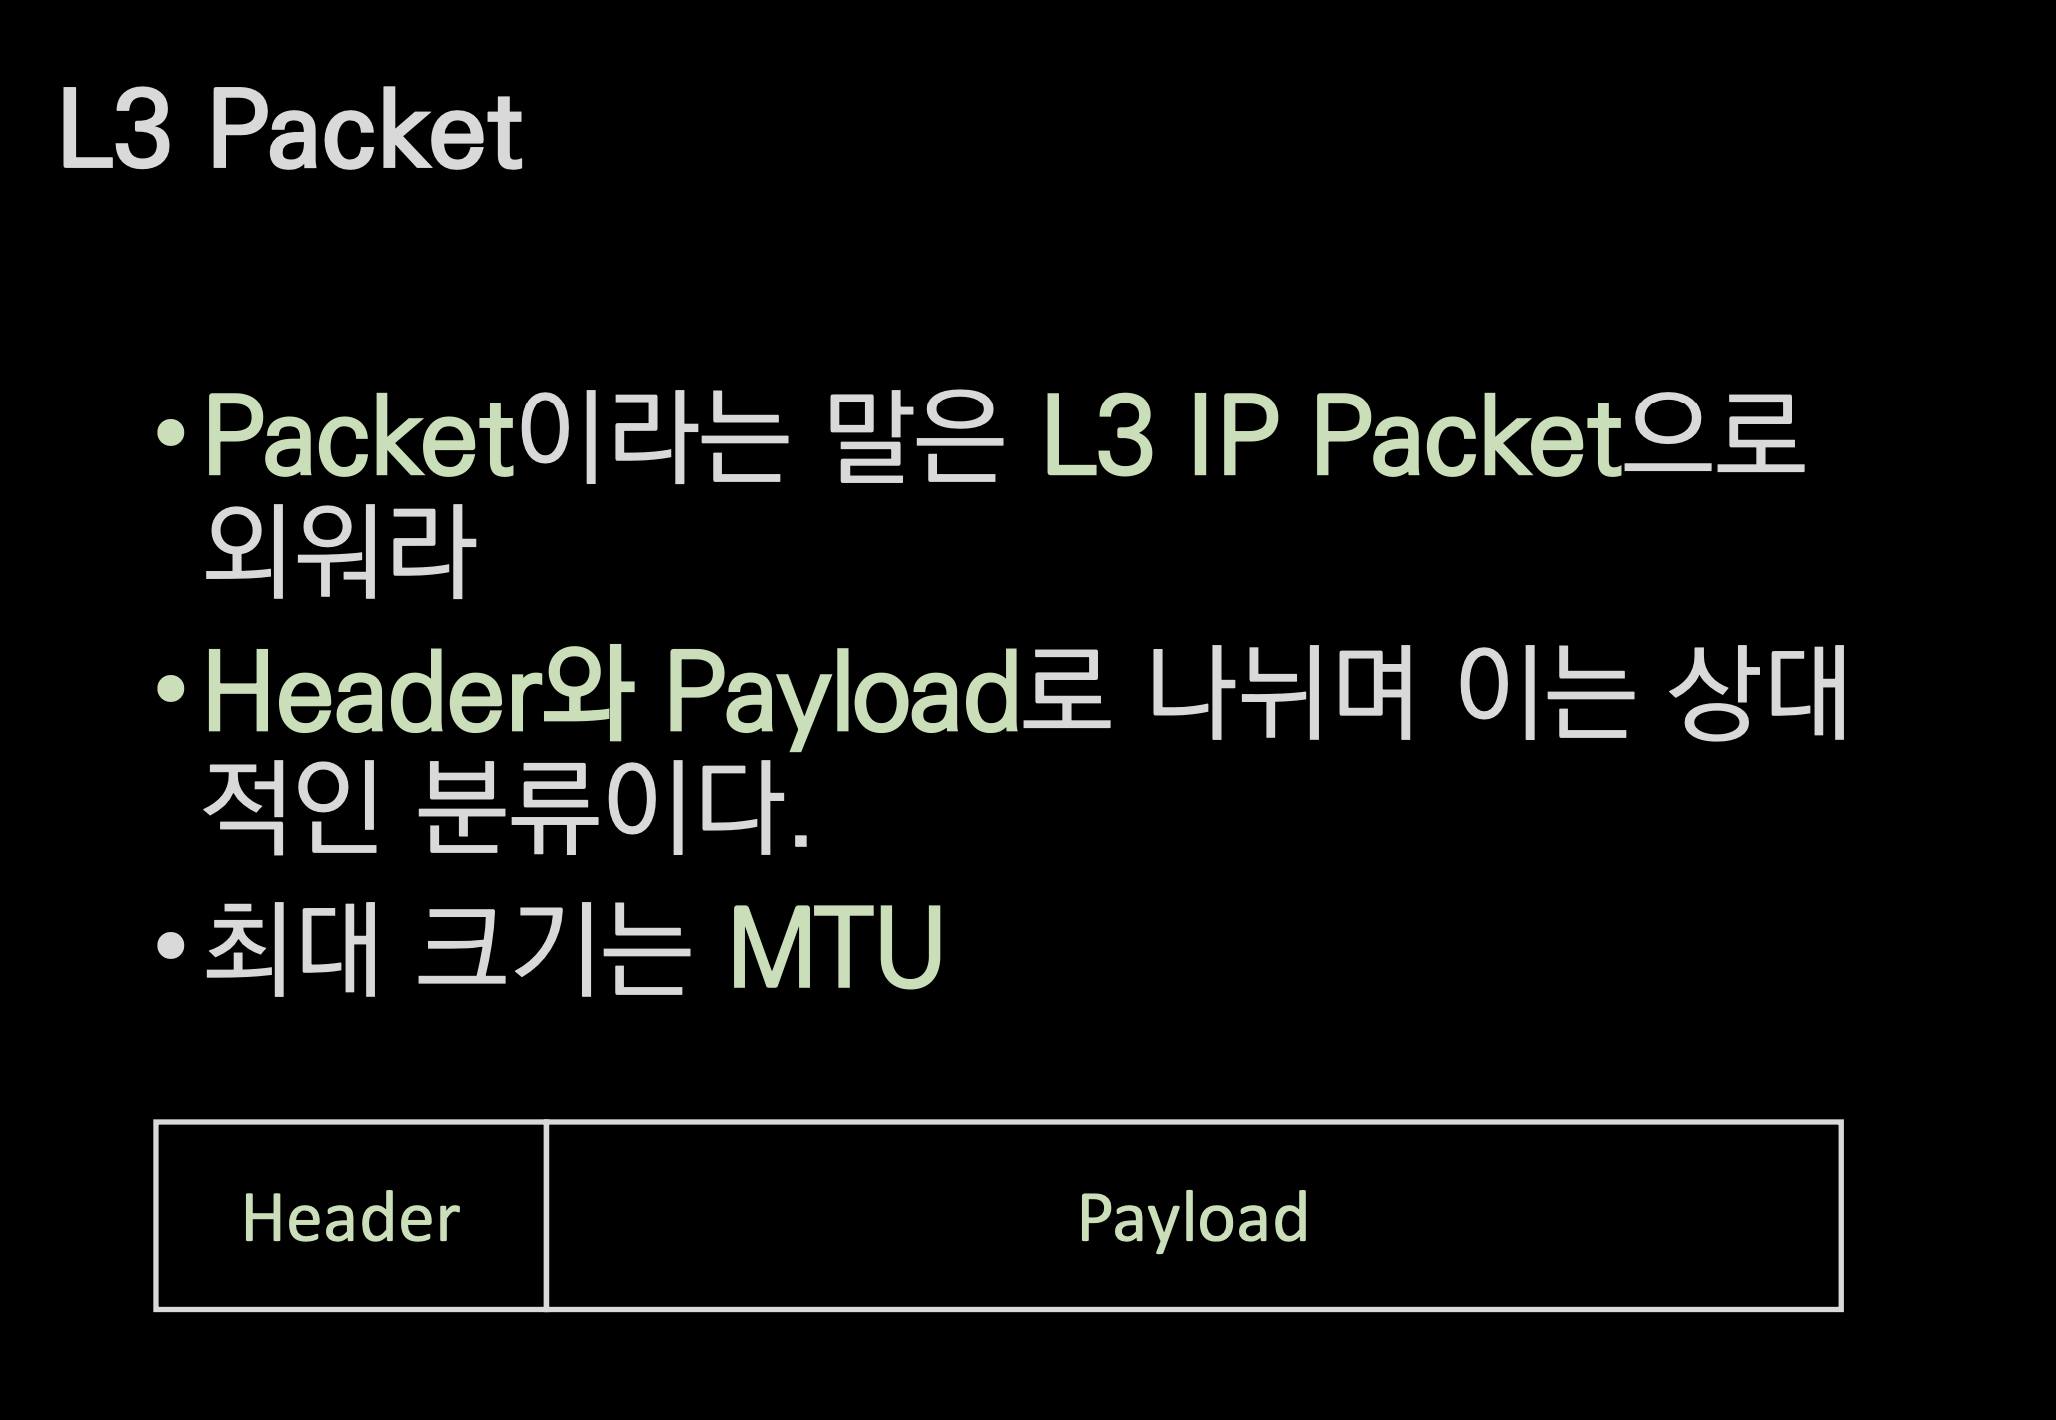 L3 Packet
•Packet이라는 말은 L3 IP Packet으로
외워라
•Header와 Payload로 나뉘며 이는 상대
적인 분류이다.
•최대 크기는 MTU
Header
Payload